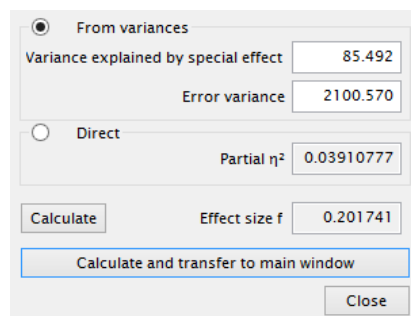 From variances
Variance explained by special effect 85.492
Error variance 2100.570
Direct
Partial η² 0.03910777
Calculate Effect size f 0.201741
Calculate and transfer to main window
Close